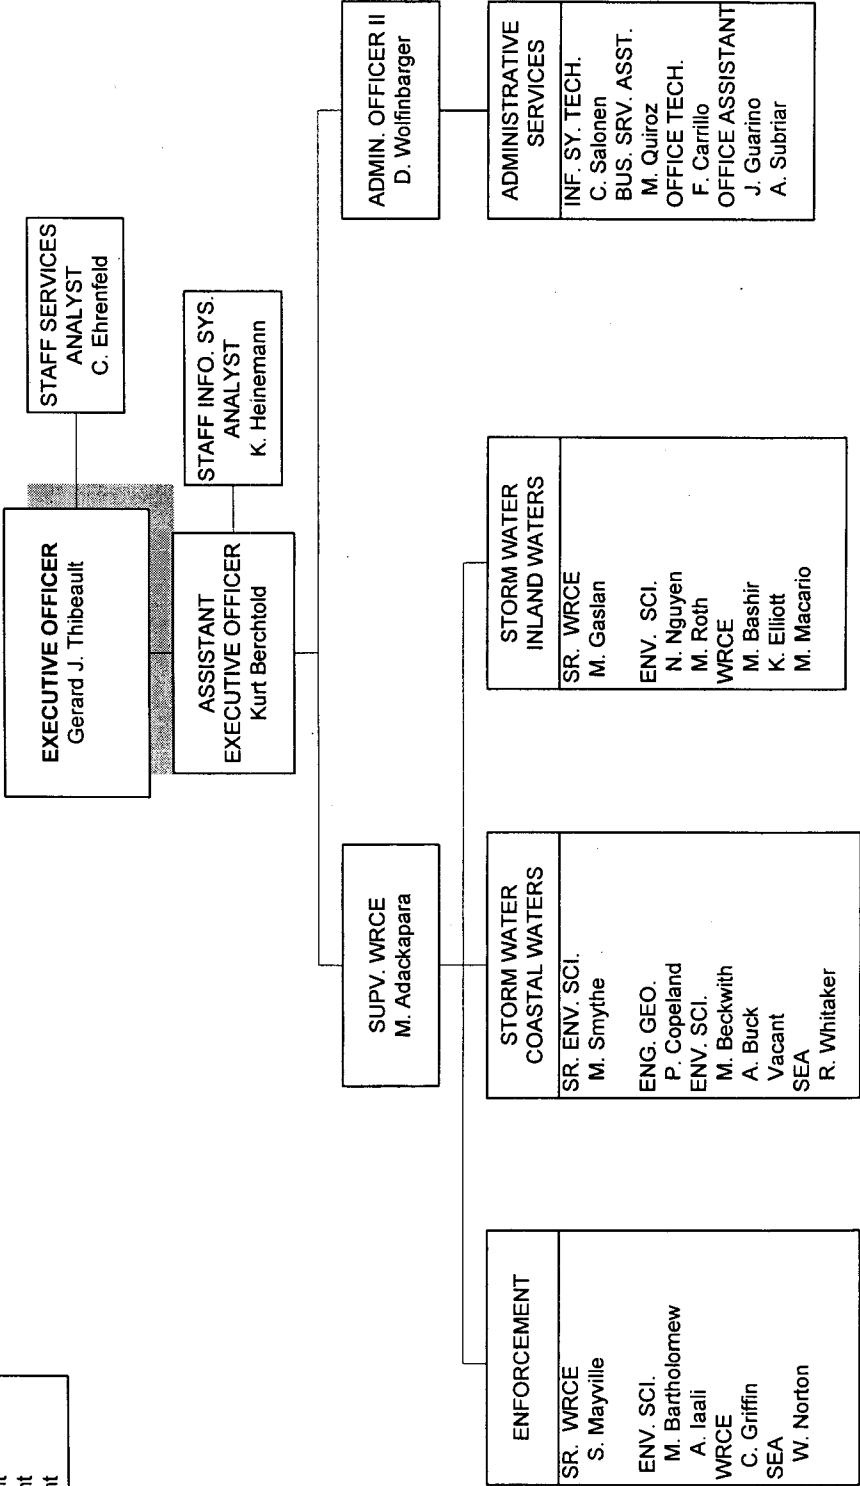 EXECUTIVE OFFICER
Gerard J. Thibeault
STAFF SERVICES
ANALYST
C. Ehrenfeld
ASSISTANT
EXECUTIVE OFFICER
Kurt Berchtold
STAFF INFO. SYS.
ANALYST
K. Heinemann
SUPV. WRCE
M. Adackapara
ADMIN. OFFICER II
D. Wolfinbarger
ENFORCEMENT
SR. WRCE
S. Mayville
ENV. SCI.
M. Bartholomew
A. Iaali
WRCE
C. Griffin
SEA
W. Norton
STORM WATER
COASTAL WATERS
SR. ENV. SCI.
M. Smythe
ENG. GEO.
P. Copeland
ENV. SCI.
M. Beckwith
A. Buck
Vacant
SEA
R. Whitaker
STORM WATER
INLAND WATERS
SR. WRCE
M. Gaslan
ENV. SCI.
N. Nguyen
M. Roth
WRCE
M. Bashir
K. Elliott
M. Macario
ADMINISTRATIVE
SERVICES
INF. SY. TECH.
C. Salonen
BUS. SRV. ASST.
M. Quiroz
OFFICE TECH.
F. Carrillo
OFFICE ASSISTANT
J. Guarino
A. Subriar